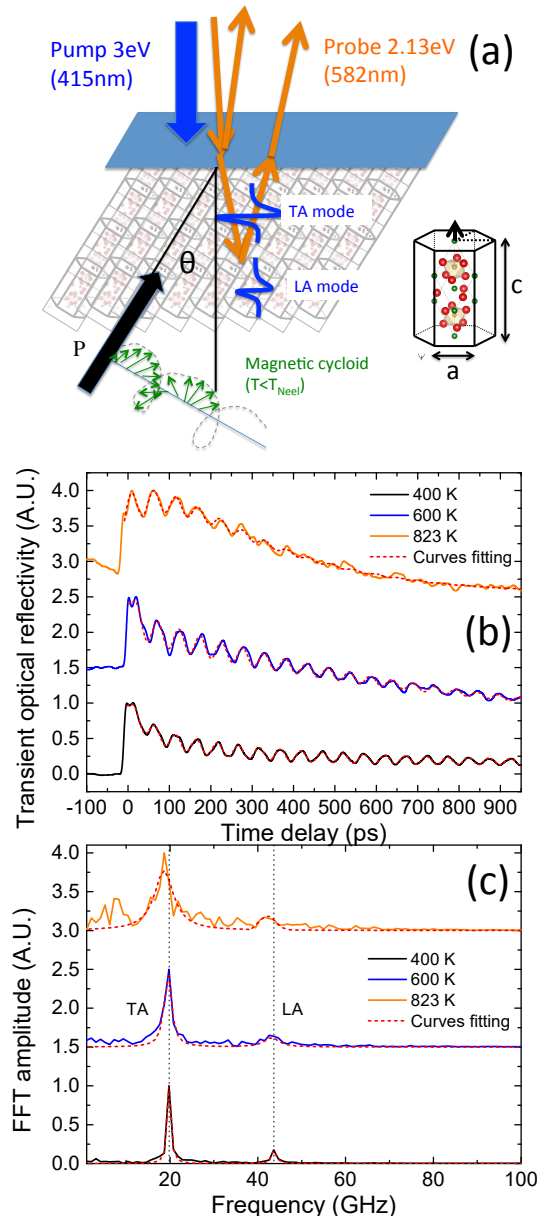 Pump 3eV
(415nm)
Probe 2.13eV
(582nm)
(a)
TA mode
θ
LA mode
P
Magnetic cycloid
(T<T_Neel)
c
a
Transient optical reflectivity (A.U.)
4.0
3.5
3.0
2.5
2.0
1.5
1.0
0.5
0.0
400 K
600 K
823 K
Curves fitting
(b)
-100 0 100 200 300 400 500 600 700 800 900
Time delay (ps)
FFT amplitude (A.U.)
4.0
3.5
3.0
2.5
2.0
1.5
1.0
0.5
0.0
(c)
400 K
600 K
823 K
Curves fitting
TA
LA
20 40 60 80 100
Frequency (GHz)